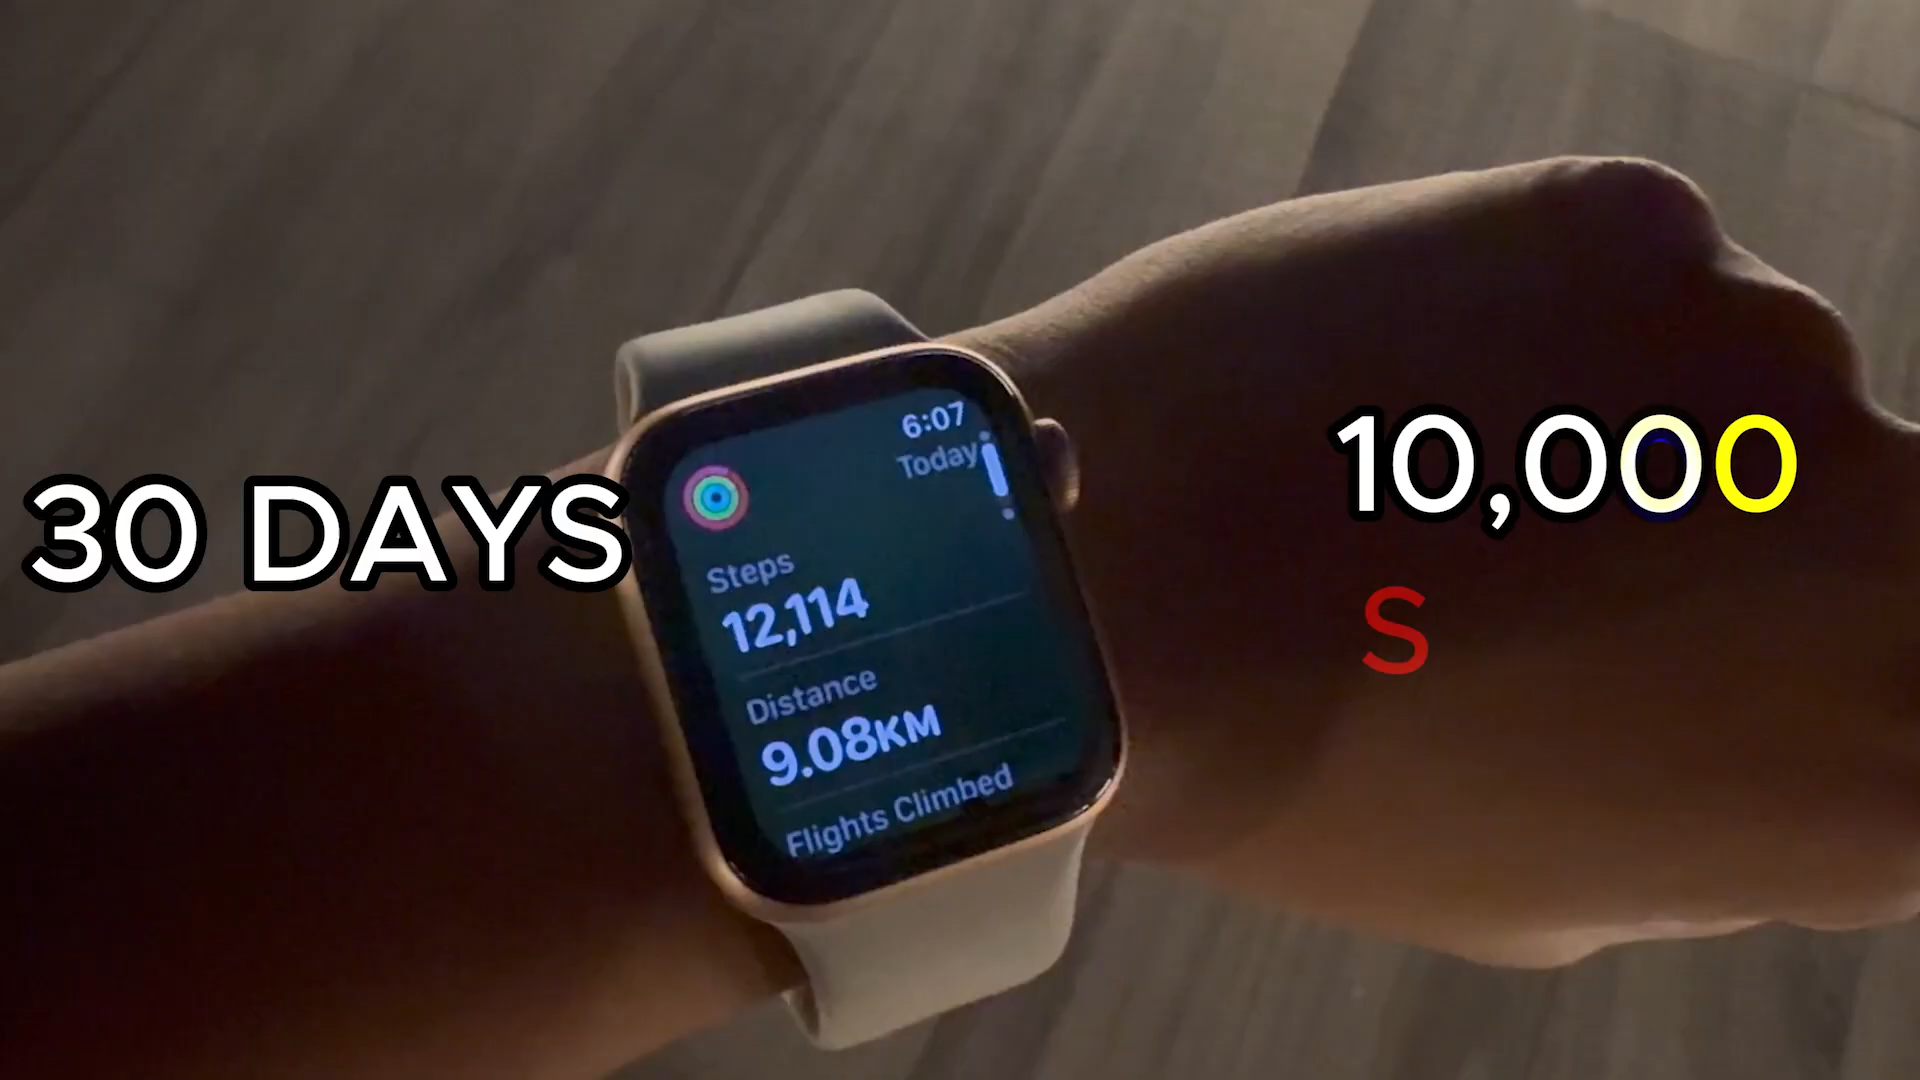 30 DAYS
6:07
Today
Steps
12,114
Distance
9.08KM
Flights Climbed
10,000
S